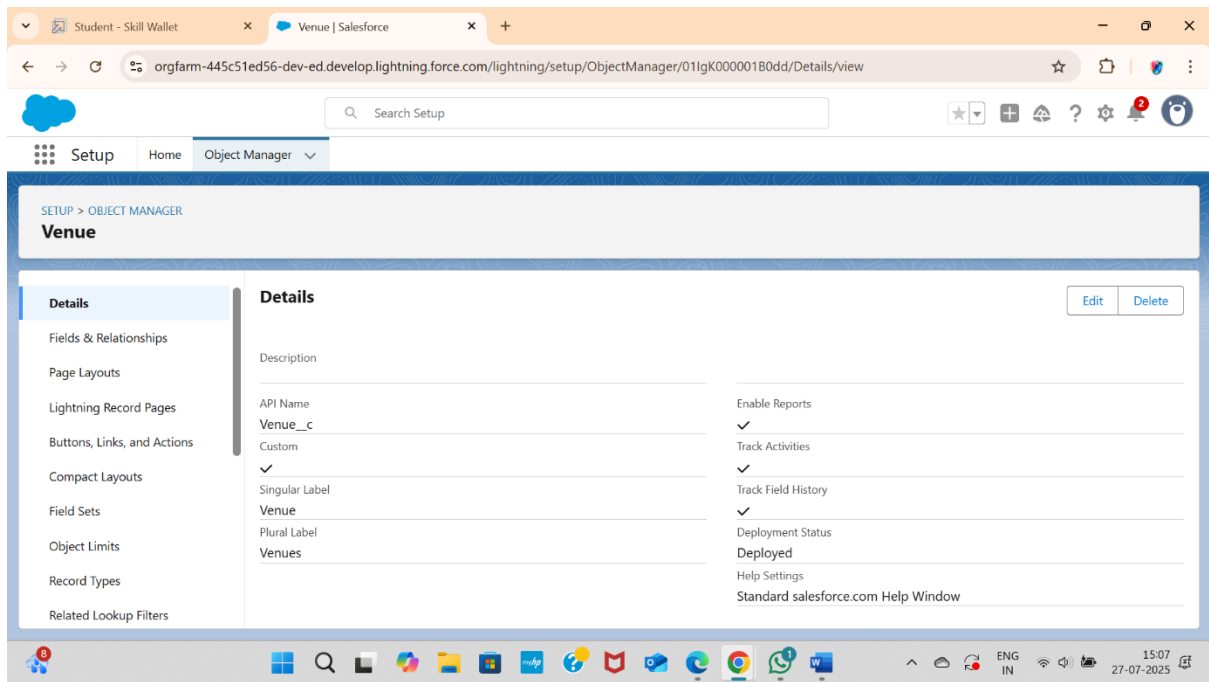 Student - Skill Wallet
Venue | Salesforce
orgfarm-445c51ed56-dev-ed.develop.lightning.force.com/lightning/setup/ObjectManager/01IgK000001B0dd/Details/view
Search Setup
2
Setup
Home
Object Manager
SETUP > OBJECT MANAGER
Venue
Details
Fields & Relationships
Page Layouts
Lightning Record Pages
Buttons, Links, and Actions
Compact Layouts
Field Sets
Object Limits
Record Types
Related Lookup Filters
Details
Edit
Delete
Description
API Name
Venue__c
Custom
Singular Label
Venue
Plural Label
Venues
Enable Reports
Track Activities
Track Field History
Deployment Status
Deployed
Help Settings
Standard salesforce.com Help Window
8
myhp
1
ENG
IN
15:07
27-07-2025